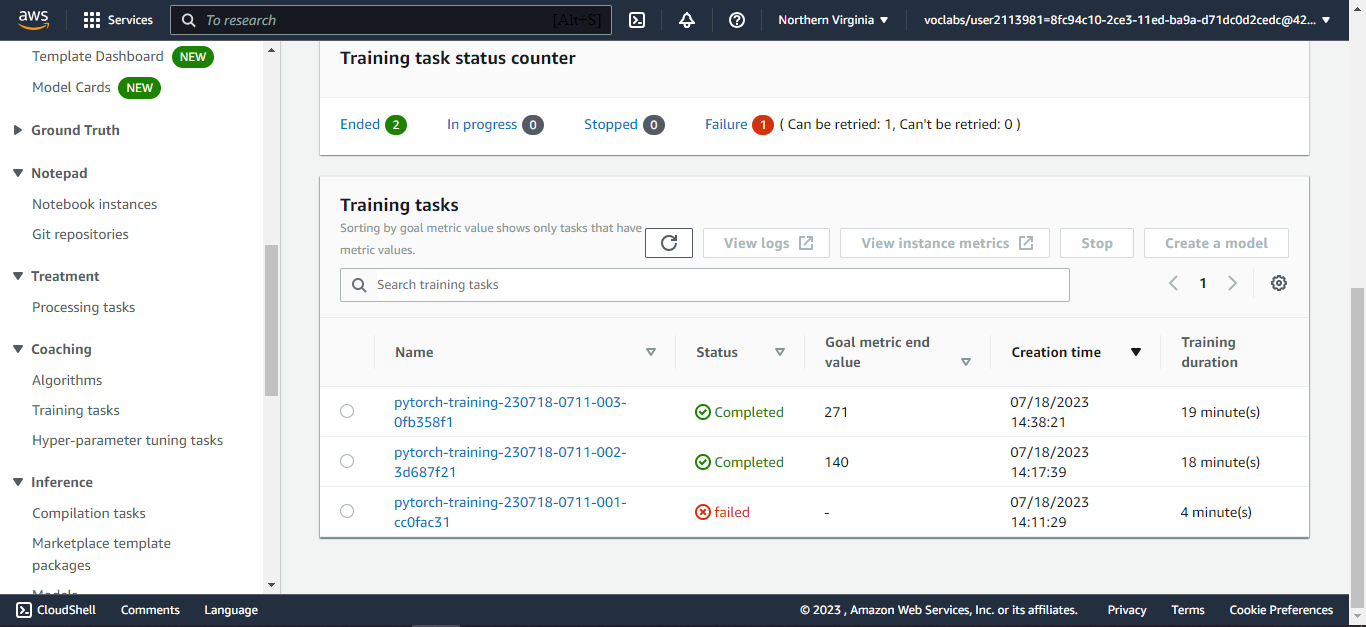 aws
Services
To research
[Alt+S]
Northern Virginia
voclabs/user2113981=8fc94c10-2ce3-11ed-ba9a-d71dc0d2cedc@42...
Template Dashboard NEW
Model Cards NEW
Ground Truth
Notepad
Notebook instances
Git repositories
Treatment
Processing tasks
Coaching
Algorithms
Training tasks
Hyper-parameter tuning tasks
Inference
Compilation tasks
Marketplace template
packages
Models
Training task status counter
Ended 2 In progress 0 Stopped 0 Failure 1 ( Can be retried: 1, Can't be retried: 0 )
Training tasks
Sorting by goal metric value shows only tasks that have
metric values.
View logs
View instance metrics
Stop
Create a model
Search training tasks
1
Name
Status
Goal metric end
value
Creation time
Training
duration
pytorch-training-230718-0711-003-
0fb358f1
Completed
271
07/18/2023
14:38:21
19 minute(s)
pytorch-training-230718-0711-002-
3d687f21
Completed
140
07/18/2023
14:17:39
18 minute(s)
pytorch-training-230718-0711-001-
cc0fac31
failed
-
07/18/2023
14:11:29
4 minute(s)
CloudShell
Comments
Language
© 2023 , Amazon Web Services, Inc. or its affiliates.
Privacy
Terms
Cookie Preferences